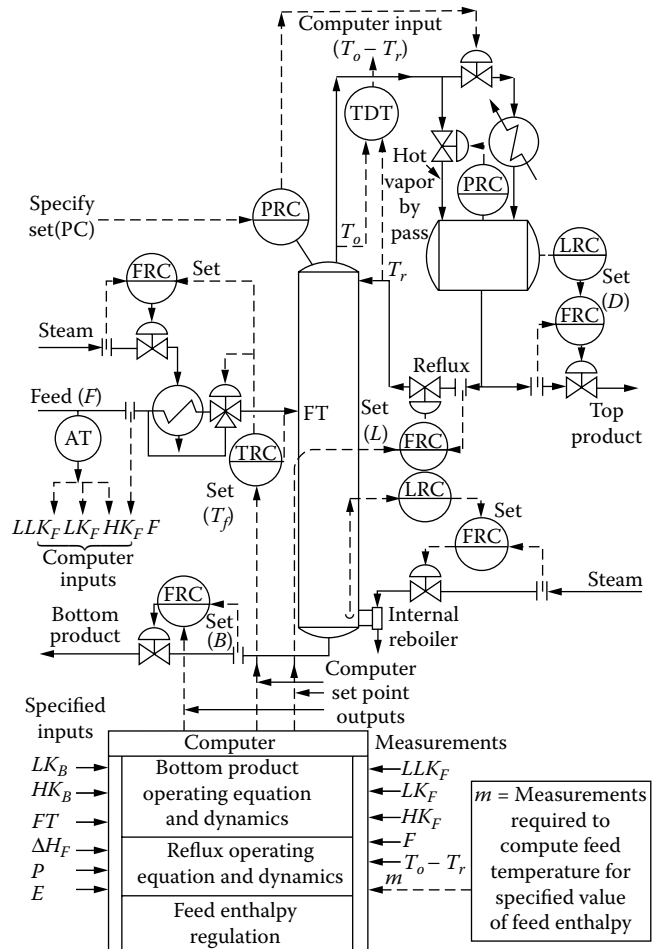 Computer input
(T_o – T_r)
TDT
Hot
vapor
by
pass
PRC
Specify
set(PC)
PRC
T_o
LRC
T_r
Set
(D)
FRC
Set
FRC
Steam
Reflux
Feed (F)
FT
Set
(L)
Top
product
AT
TRC
FRC
Set
(T_f)
LRC
Set
LLK_F LK_F HK_F F
FRC
Computer
inputs
Steam
FRC
Bottom
product
Set
(B)
Internal
reboiler
Computer
set point
outputs
Specified
inputs
Computer
Measurements
LK_B
HK_B
FT
ΔH_F
P
E
Bottom product
operating equation
and dynamics
Reflux operating
equation and dynamics
Feed enthalpy
regulation
LLK_F
LK_F
HK_F
F
T_o – T_r
m
m = Measurements
required to
compute feed
temperature for
specified value
of feed enthalpy